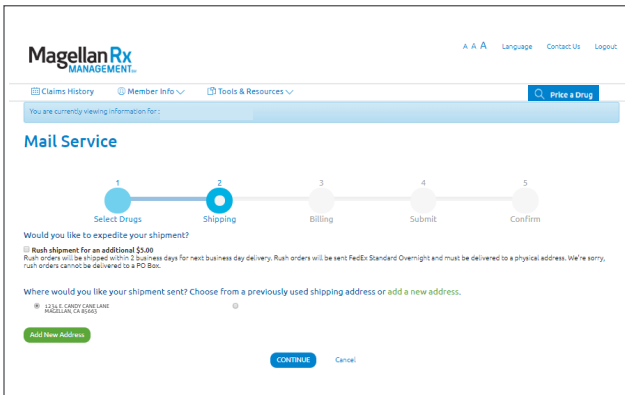 A A A Language Contact Us Logout
Magellan Rx
MANAGEMENT
Claims History Member Info Tools & Resources Price a Drug
You are currently viewing information for :
Mail Service
1 2 3 4 5
Select Drugs Shipping Billing Submit Confirm
Would you like to expedite your shipment?
Rush shipment for an additional $5.00
Rush orders will be shipped within 2 business days for next business day delivery. Rush orders will be sent FedEx Standard Overnight and must be delivered to a physical address. We're sorry,
rush orders cannot be delivered to a PO Box.
Where would you like your shipment sent? Choose from a previously used shipping address or add a new address.
1234 E. CANDY CANE LANE
MAGELLAN, CA 85663
Add New Address
CONTINUE Cancel